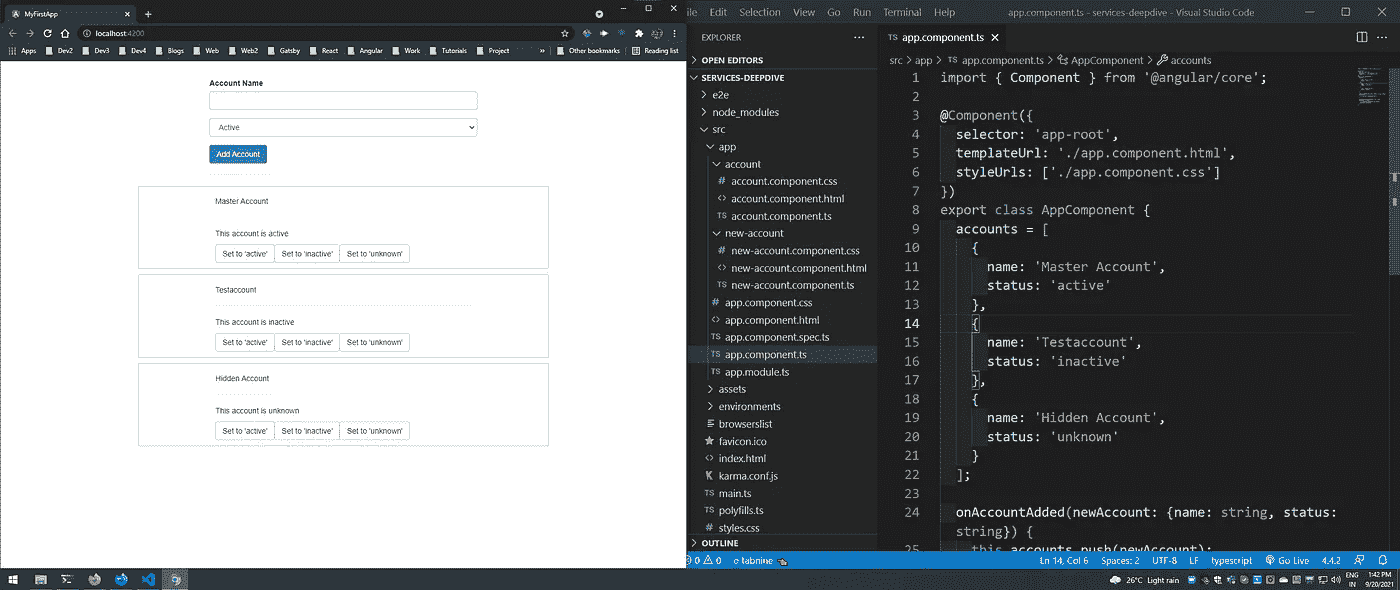 MyFirstApp
localhost:4200
Apps Dev2 Dev3 Dev4 Blogs Web Web2 Gatsby React Angular Work Tutorials Project » Other bookmarks Reading list
Account Name
Active
Add Account
Master Account
This account is active
Set to 'active' Set to 'inactive' Set to 'unknown'
Testaccount
This account is inactive
Set to 'active' Set to 'inactive' Set to 'unknown'
Hidden Account
This account is unknown
Set to 'active' Set to 'inactive' Set to 'unknown'
ile Edit Selection View Go Run Terminal Help app.component.ts - services-deepdive - Visual Studio Code
EXPLORER
OPEN EDITORS
SERVICES-DEEPDIVE
e2e
node_modules
src
app
account
# account.component.css
<> account.component.html
TS account.component.ts
new-account
# new-account.component.css
<> new-account.component.html
TS new-account.component.ts
# app.component.css
<> app.component.html
TS app.component.spec.ts
TS app.component.ts
TS app.module.ts
assets
environments
browserslist
favicon.ico
<> index.html
karma.conf.js
TS main.ts
TS polyfills.ts
# styles.css
OUTLINE
TS app.component.ts
src > app > TS app.component.ts > AppComponent > accounts
1 import { Component } from '@angular/core';
2
3 @Component({
4 selector: 'app-root',
5 templateUrl: './app.component.html',
6 styleUrls: ['./app.component.css']
7 })
8 export class AppComponent {
9 accounts = [
10 {
11 name: 'Master Account',
12 status: 'active'
13 },
14 {
15 name: 'Testaccount',
16 status: 'inactive'
17 },
18 {
19 name: 'Hidden Account',
20 status: 'unknown'
21 }
22 ];
23
24 onAccountAdded(newAccount: {name: string, status:
string}) {
25 this.accounts.push(newAccount);
0 0 tabnine Ln 14, Col 6 Spaces: 2 UTF-8 LF typescript Go Live 4.4.2
26°C Light rain ENG IN 1:42 PM 9/20/2021